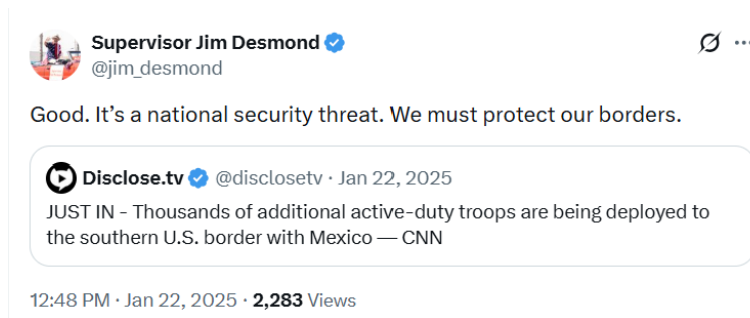 Supervisor Jim Desmond
@jim_desmond
Good. It’s a national security threat. We must protect our borders.
Disclose.tv @disclosetv · Jan 22, 2025
JUST IN - Thousands of additional active-duty troops are being deployed to
the southern U.S. border with Mexico — CNN
12:48 PM · Jan 22, 2025 · 2,283 Views